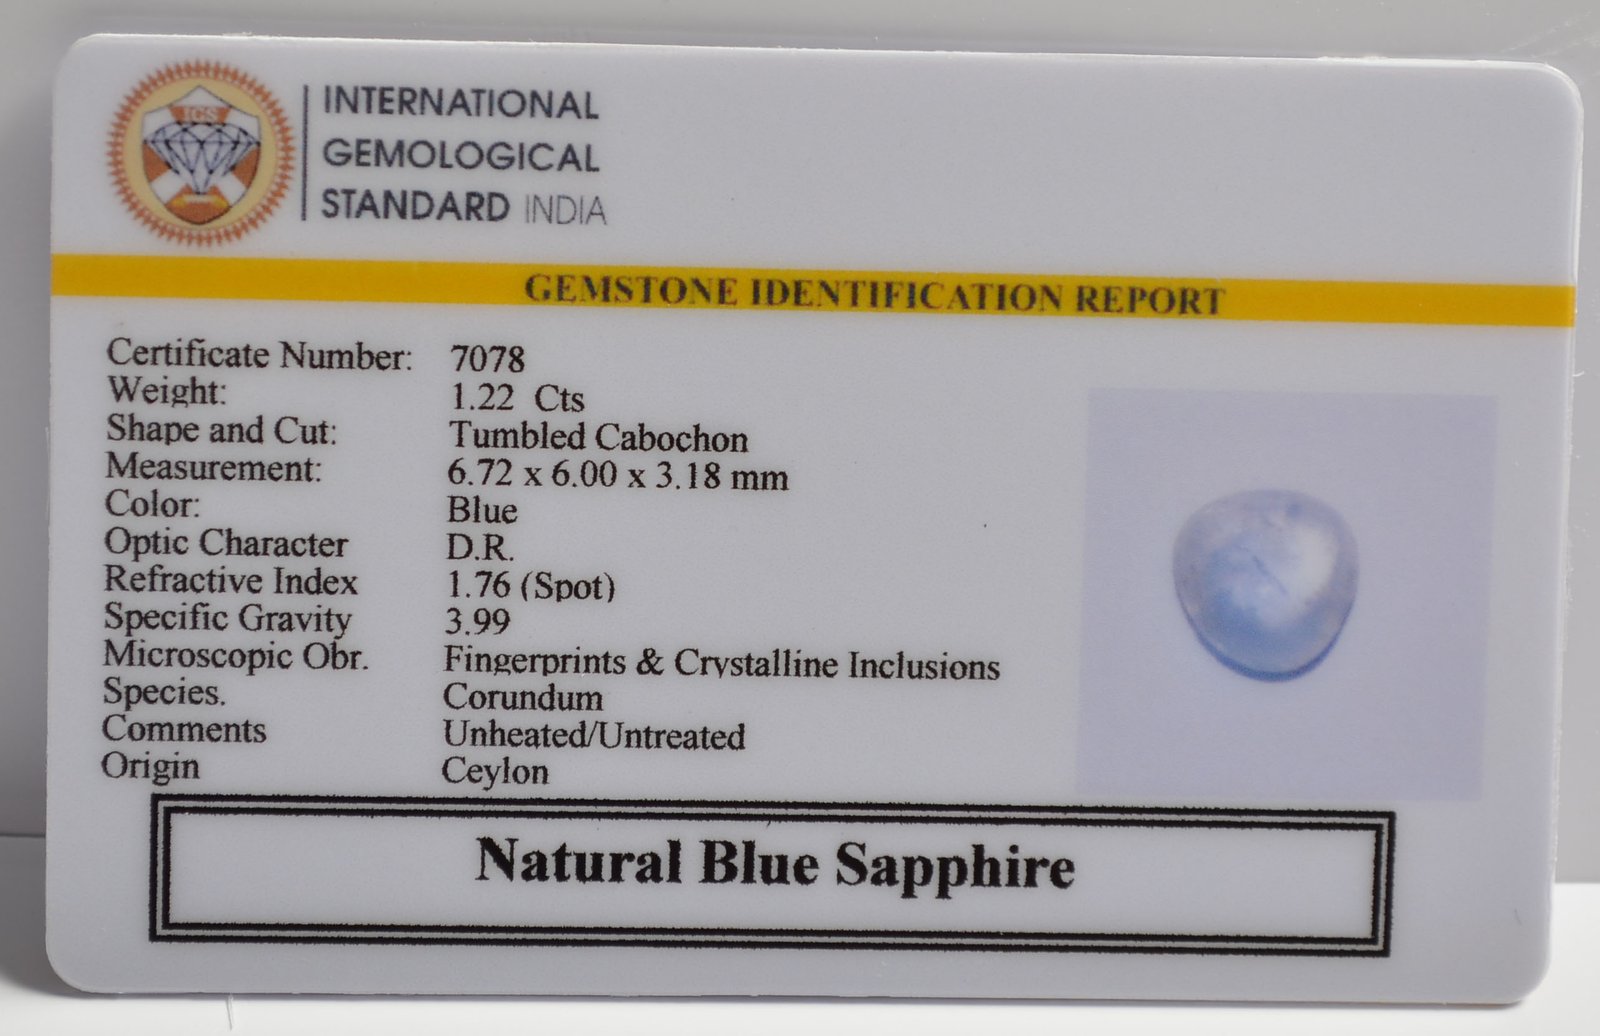 IGS
INTERNATIONAL
GEMOLOGICAL
STANDARD INDIA
GEMSTONE IDENTIFICATION REPORT
Certificate Number: 7078
Weight: 1.22 Cts
Shape and Cut: Tumbled Cabochon
Measurement: 6.72 x 6.00 x 3.18 mm
Color: Blue
Optic Character D.R.
Refractive Index 1.76 (Spot)
Specific Gravity 3.99
Microscopic Obr. Fingerprints & Crystalline Inclusions
Species. Corundum
Comments Unheated/Untreated
Origin Ceylon
Natural Blue Sapphire